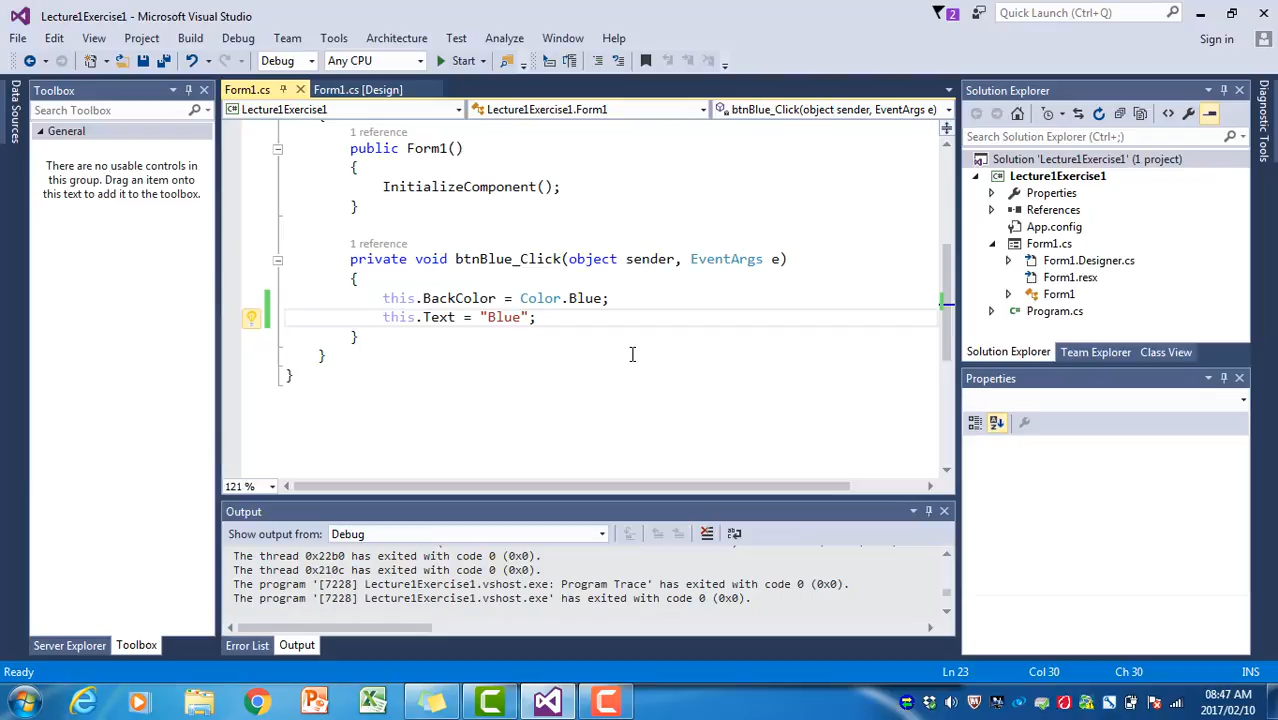 Lecture1Exercise1 - Microsoft Visual Studio
2
Quick Launch (Ctrl+Q)
File Edit View Project Build Debug Team Tools Architecture Test Analyze Window Help
Sign in
Debug Any CPU Start
Data Sources
Toolbox
Search Toolbox
General
There are no usable controls in
this group. Drag an item onto
this text to add it to the toolbox.
Server Explorer Toolbox
Form1.cs Form1.cs [Design]
Lecture1Exercise1 Lecture1Exercise1.Form1 btnBlue_Click(object sender, EventArgs e)
{
1 reference
public Form1()
{
InitializeComponent();
}
1 reference
private void btnBlue_Click(object sender, EventArgs e)
{
this.BackColor = Color.Blue;
this.Text = "Blue";
}
}
}
121 %
Output
Show output from: Debug
The thread 0x22b0 has exited with code 0 (0x0).
The thread 0x210c has exited with code 0 (0x0).
The program '[7228] Lecture1Exercise1.vshost.exe: Program Trace' has exited with code 0 (0x0).
The program '[7228] Lecture1Exercise1.vshost.exe' has exited with code 0 (0x0).
Error List Output
Solution Explorer
Search Solution Explorer (Ctrl+;)
Solution 'Lecture1Exercise1' (1 project)
Lecture1Exercise1
Properties
References
App.config
Form1.cs
Form1.Designer.cs
Form1.resx
Form1
Program.cs
Solution Explorer Team Explorer Class View
Properties
Diagnostic Tools
Ready Ln 23 Col 30 Ch 30 INS
08:47 AM
2017/02/10